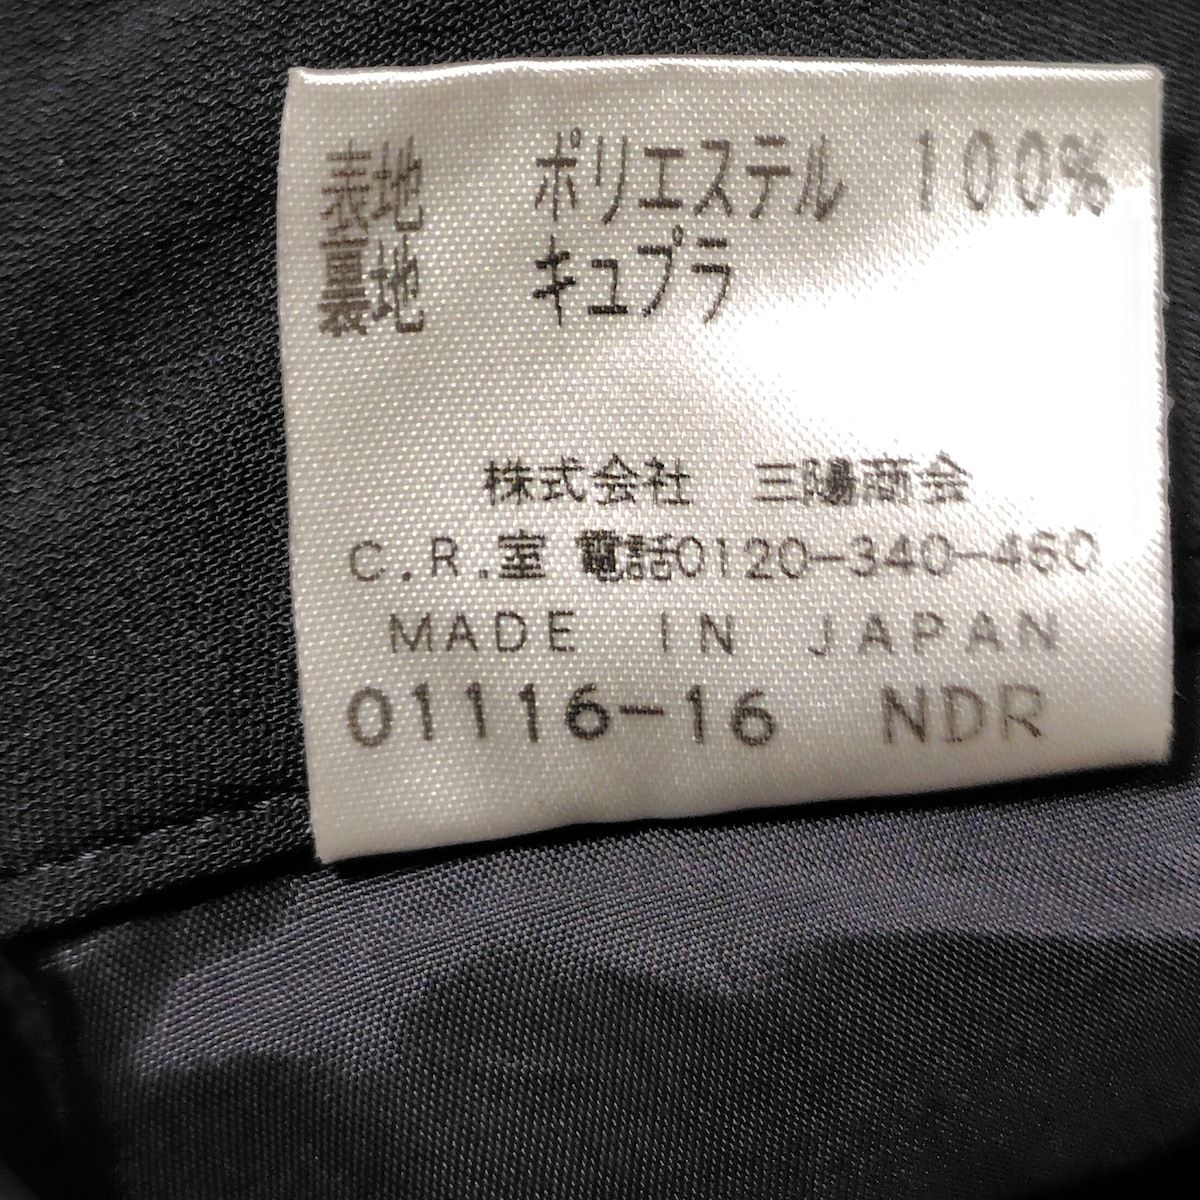 表地 ポリエステル 100%
裏地 キュプラ
株式会社 三陽商会
C.R.室 電話0120-340-460
MADE IN JAPAN
01116-16 NDR